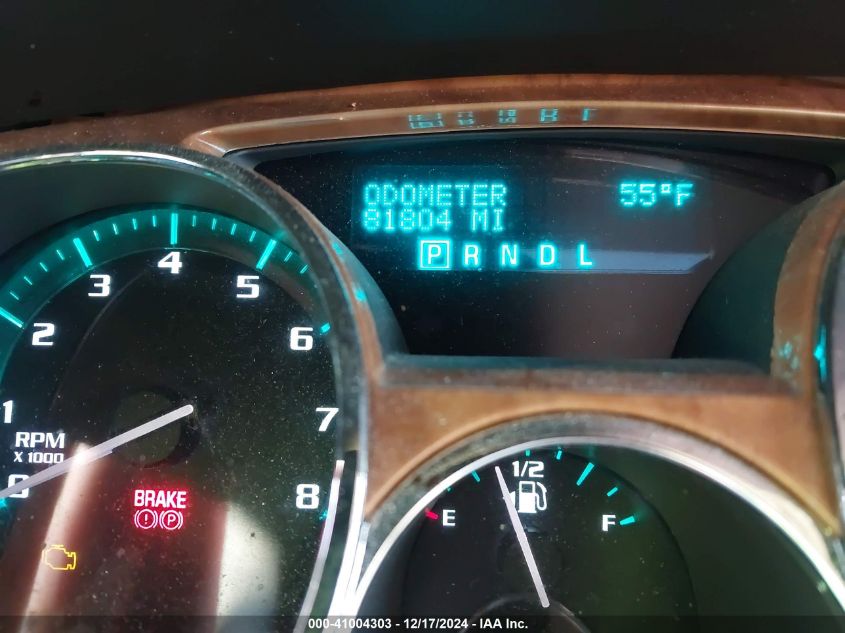 ODOMETER 55°F
81804 MI
P R N D L
1 2 3 4 5 6 7 8
RPM
X 1000
0
BRAKE
P
1/2
E F
000-41004303 - 12/17/2024 - IAA Inc.